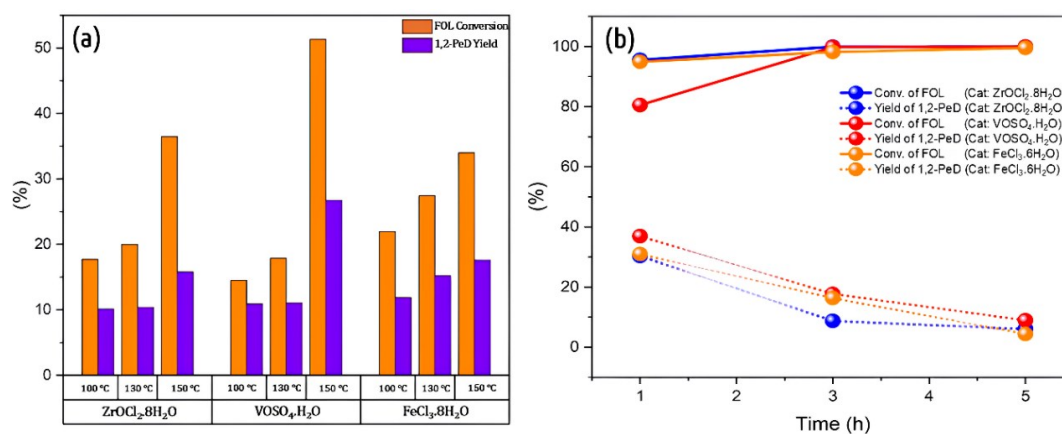 (a)
FOL Conversion
1,2-PeD Yield
(%)
50
40
30
20
10
0
100 °C 130 °C 150 °C 100 °C 130 °C 150 °C 100 °C 130 °C 150 °C
ZrOCl₂.8H₂O VOSO₄.H₂O FeCl₃.8H₂O
(b)
Conv. of FOL (Cat: ZrOCl₂.8H₂O
Yield of 1,2-PeD (Cat: ZrOCl₂.8H₂O
Conv. of FOL (Cat: VOSO₄.H₂O)
Yield of 1,2-PeD (Cat: VOSO₄.H₂O)
Conv. of FOL (Cat: FeCl₃.6H₂O)
Yield of 1,2-PeD (Cat: FeCl₃.6H₂O)
(%)
100
80
60
40
20
0
1 2 3 4 5
Time (h)